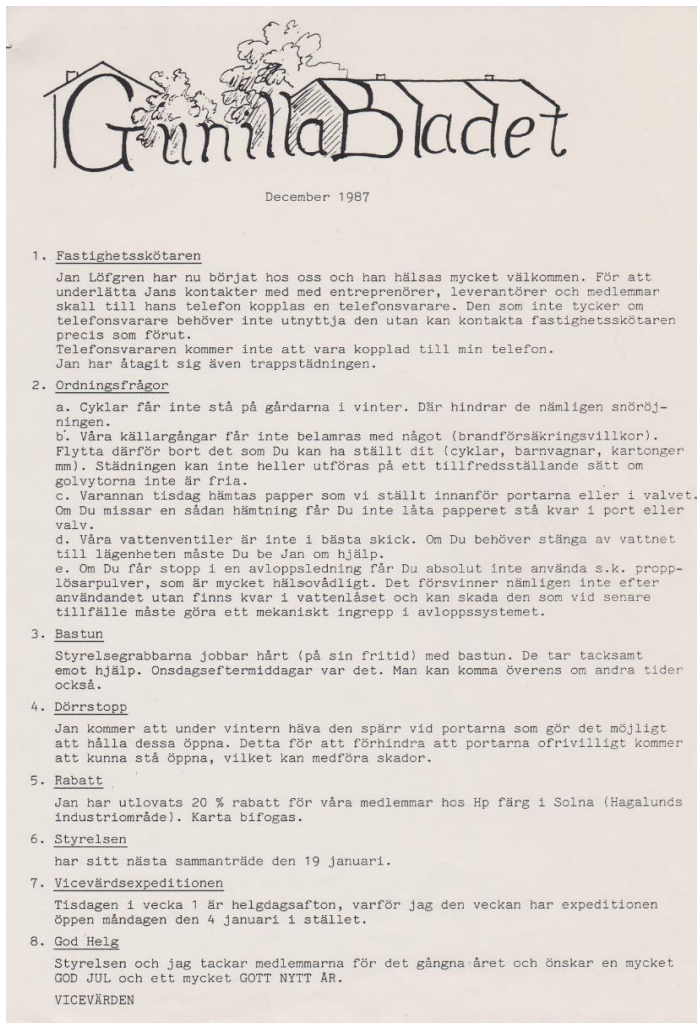 GunillaBladet
December 1987
1. Fastighetsskötaren
Jan Löfgren har nu börjat hos oss och han hälsas mycket välkommen. För att
underlätta Jans kontakter med med entreprenörer, leverantörer och medlemmar
skall till hans telefon kopplas en telefonsvarare. Den som inte tycker om
telefonsvarare behöver inte utnyttja den utan kan kontakta fastighetsskötaren
precis som förut.
Telefonsvararen kommer inte att vara kopplad till min telefon.
Jan har åtagit sig även trappstädningen.
2. Ordningsfrågor
a. Cyklar får inte stå på gårdarna i vinter. Där hindrar de nämligen snöröj-
ningen.
b. Våra källargångar får inte belamras med något (brandförsäkringsvillkor).
Flytta därför bort det som Du kan ha ställt dit (cyklar, barnvagnar, kartonger
mm). Städningen kan inte heller utföras på ett tillfredsställande sätt om
golvytorna inte är fria.
c. Varannan tisdag hämtas papper som vi ställt innanför portarna eller i valvet.
Om Du missar en sådan hämtning får Du inte låta papperet stå kvar i port eller
valv.
d. Våra vattenventiler är inte i bästa skick. Om Du behöver stänga av vattnet
till lägenheten måste Du be Jan om hjälp.
e. Om Du får stopp i en avloppsledning får Du absolut inte använda s.k. propp-
lösarpulver, som är mycket hälsovådligt. Det försvinner nämligen inte efter
användandet utan finns kvar i vattenlåset och kan skada den som vid senare
tillfälle måste göra ett mekaniskt ingrepp i avloppssystemet.
3. Bastun
Styrelsegrabbarna jobbar hårt (på sin fritid) med bastun. De tar tacksamt
emot hjälp. Onsdagseftermiddagar var det. Man kan komma överens om andra tider
också.
4. Dörrstopp
Jan kommer att under vintern häva den spärr vid portarna som gör det möjligt
att hålla dessa öppna. Detta för att förhindra att portarna ofrivilligt kommer
att kunna stå öppna, vilket kan medföra skador.
5. Rabatt
Jan har utlovats 20 % rabatt för våra medlemmar hos Hp färg i Solna (Hagalunds
industriområde). Karta bifogas.
6. Styrelsen
har sitt nästa sammanträde den 19 januari.
7. Vicevärdsexpeditionen
Tisdagen i vecka 1 är helgdagsafton, varför jag den veckan har expeditionen
öppen måndagen den 4 januari i stället.
8. God Helg
Styrelsen och jag tackar medlemmarna för det gångna året och önskar en mycket
GOD JUL och ett mycket GOTT NYTT ÅR.
VICEVÄRDEN